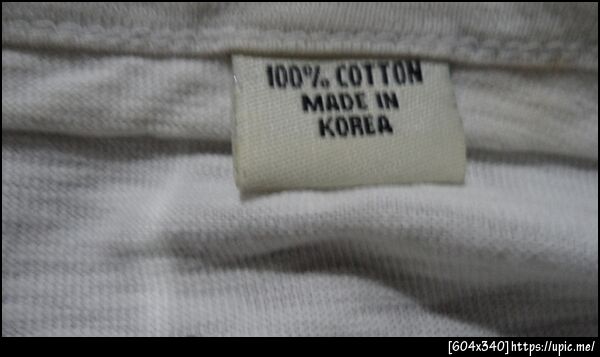 100% COTTON
MADE IN
KOREA
[604x340]https://upic.me/